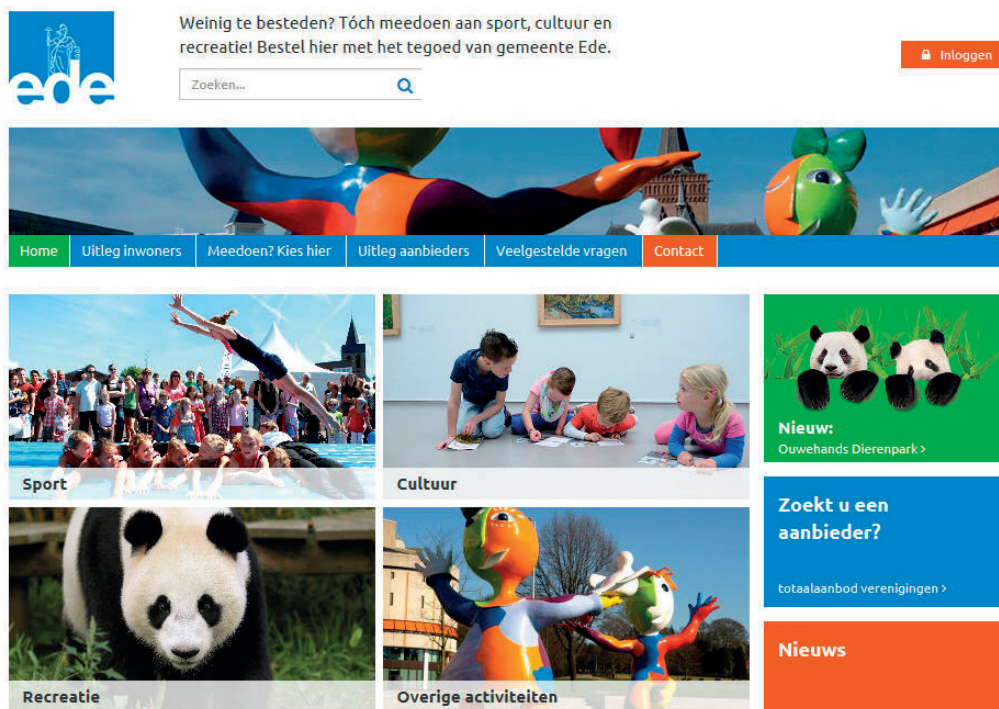 ede
Weinig te besteden? Tóch meedoen aan sport, cultuur en
recreatie! Bestel hier met het tegoed van gemeente Ede.
Zoeken...
Inloggen
Home
Uitleg inwoners
Meedoen? Kies hier
Uitleg aanbieders
Veelgestelde vragen
Contact
Sport
Cultuur
Nieuw:
Ouwehands Dierenpark >
Zoekt u een
aanbieder?
totaalaanbod verenigingen >
Recreatie
Overige activiteiten
Nieuws